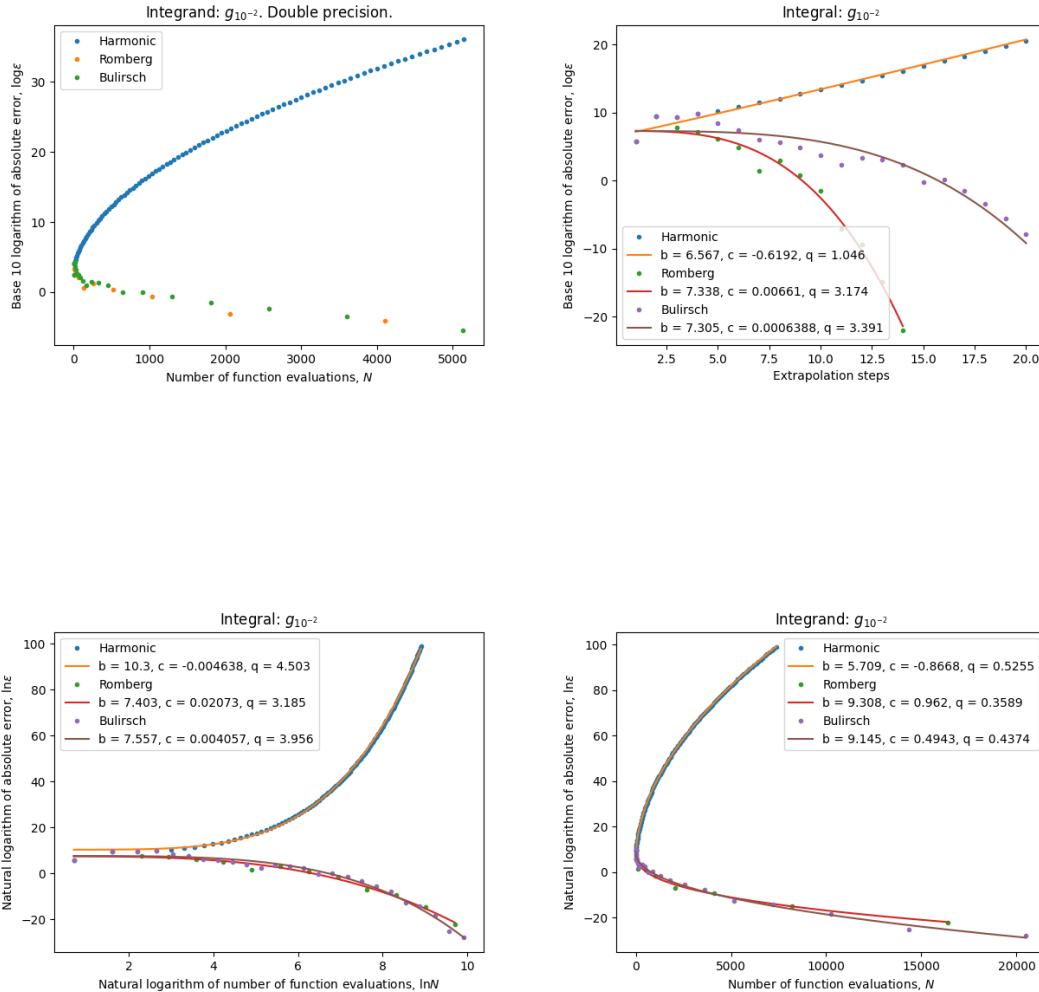 Integrand: g10−2. Double precision.
Harmonic
Romberg
Bulirsch
30
20
10
0
0
1000
2000
3000
4000
5000
Base 10 logarithm of absolute error, logε
Number of function evaluations, N
Integral: g10−2
20
10
0
−10
−20
Harmonic
b = 6.567, c = -0.6192, q = 1.046
Romberg
b = 7.338, c = 0.00661, q = 3.174
Bulirsch
b = 7.305, c = 0.0006388, q = 3.391
2.5
5.0
7.5
10.0
12.5
15.0
17.5
20.0
Base 10 logarithm of absolute error, logε
Extrapolation steps
Integral: g10−2
Harmonic
b = 10.3, c = -0.004638, q = 4.503
Romberg
b = 7.403, c = 0.02073, q = 3.185
Bulirsch
b = 7.557, c = 0.004057, q = 3.956
100
80
60
40
20
0
−20
2
4
6
8
10
Natural logarithm of absolute error, lnε
Natural logarithm of number of function evaluations, lnN
Integrand: g10−2
Harmonic
b = 5.709, c = -0.8668, q = 0.5255
Romberg
b = 9.308, c = 0.962, q = 0.3589
Bulirsch
b = 9.145, c = 0.4943, q = 0.4374
100
80
60
40
20
0
−20
0
5000
10000
15000
20000
Natural logarithm of absolute error, lnε
Number of function evaluations, N